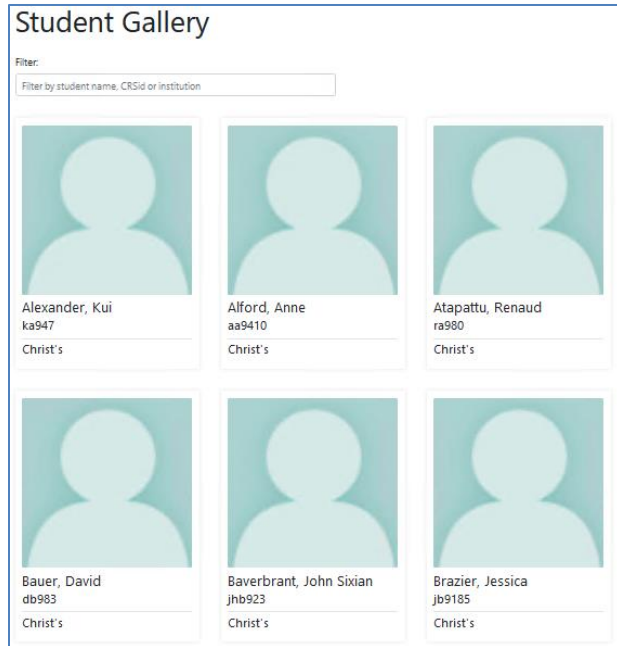 Student Gallery
Filter:
Filter by student name, CRSid or institution
Alexander, Kui
ka947
Christ's
Alford, Anne
aa9410
Christ's
Atapattu, Renaud
ra980
Christ's
Bauer, David
db983
Christ's
Baverbrant, John Sixian
jhb923
Christ's
Brazier, Jessica
jb9185
Christ's